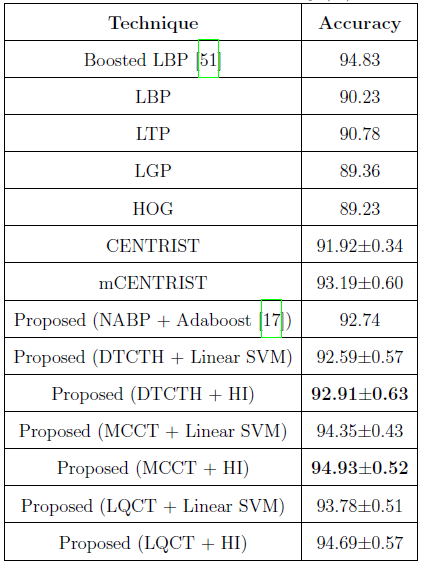 Technique Accuracy
Boosted LBP [51] 94.83
LBP 90.23
LTP 90.78
LGP 89.36
HOG 89.23
CENTRIST 91.92±0.34
mCENTRIST 93.19±0.60
Proposed (NABP + Adaboost [17]) 92.74
Proposed (DTCTH + Linear SVM) 92.59±0.57
Proposed (DTCTH + HI) 92.91±0.63
Proposed (MCCT + Linear SVM) 94.35±0.43
Proposed (MCCT + HI) 94.93±0.52
Proposed (LQCT + Linear SVM) 93.78±0.51
Proposed (LQCT + HI) 94.69±0.57